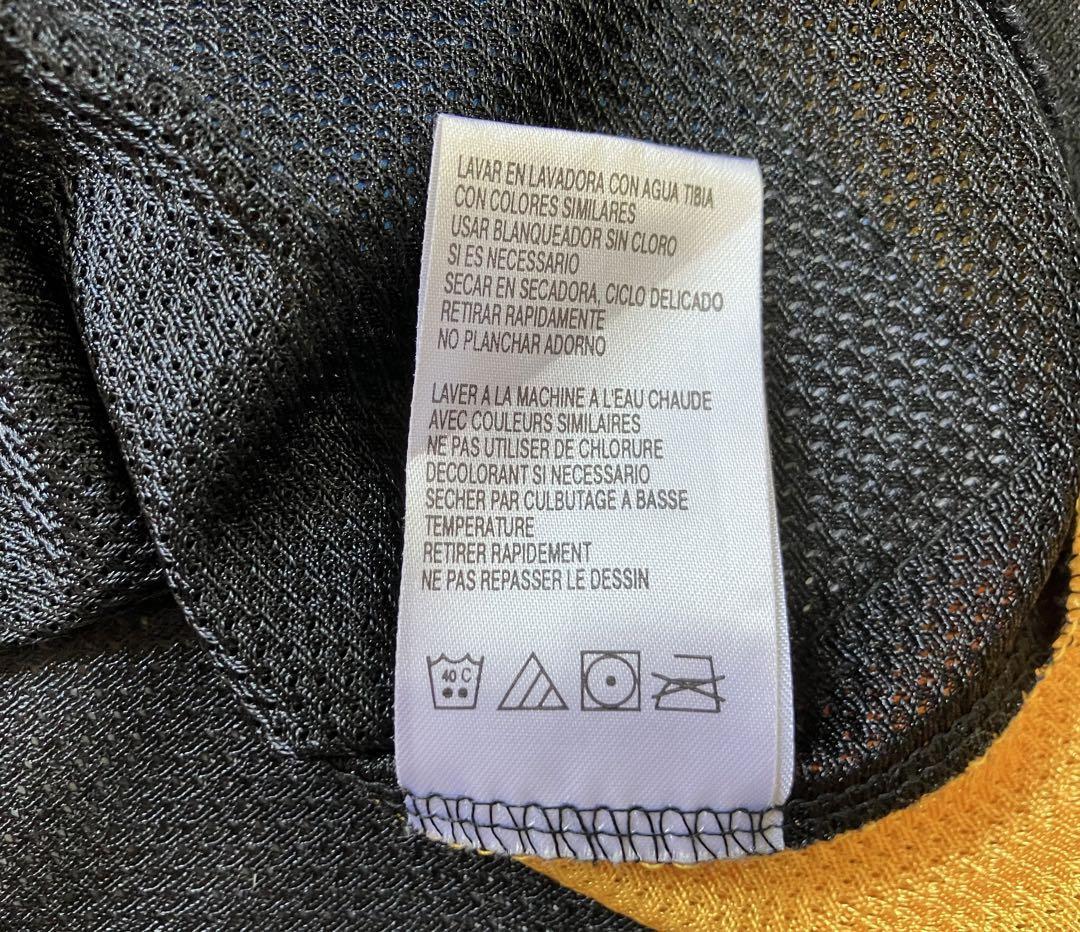 LAVAR EN LAVADORA CON AGUA TIBIA
CON COLORES SIMILARES
USAR BLANQUEADOR SIN CLORO
SI ES NECESSARIO
SECAR EN SECADORA, CICLO DELICADO
RETIRAR RAPIDAMENTE
NO PLANCHAR ADORNO
LAVER A LA MACHINE A L'EAU CHAUDE
AVEC COULEURS SIMILAIRES
NE PAS UTILISER DE CHLORURE
DECOLORANT SI NECESSARIO
SECHER PAR CULBUTAGE A BASSE
TEMPERATURE
RETIRER RAPIDEMENT
NE PAS REPASSER LE DESSIN
40 C